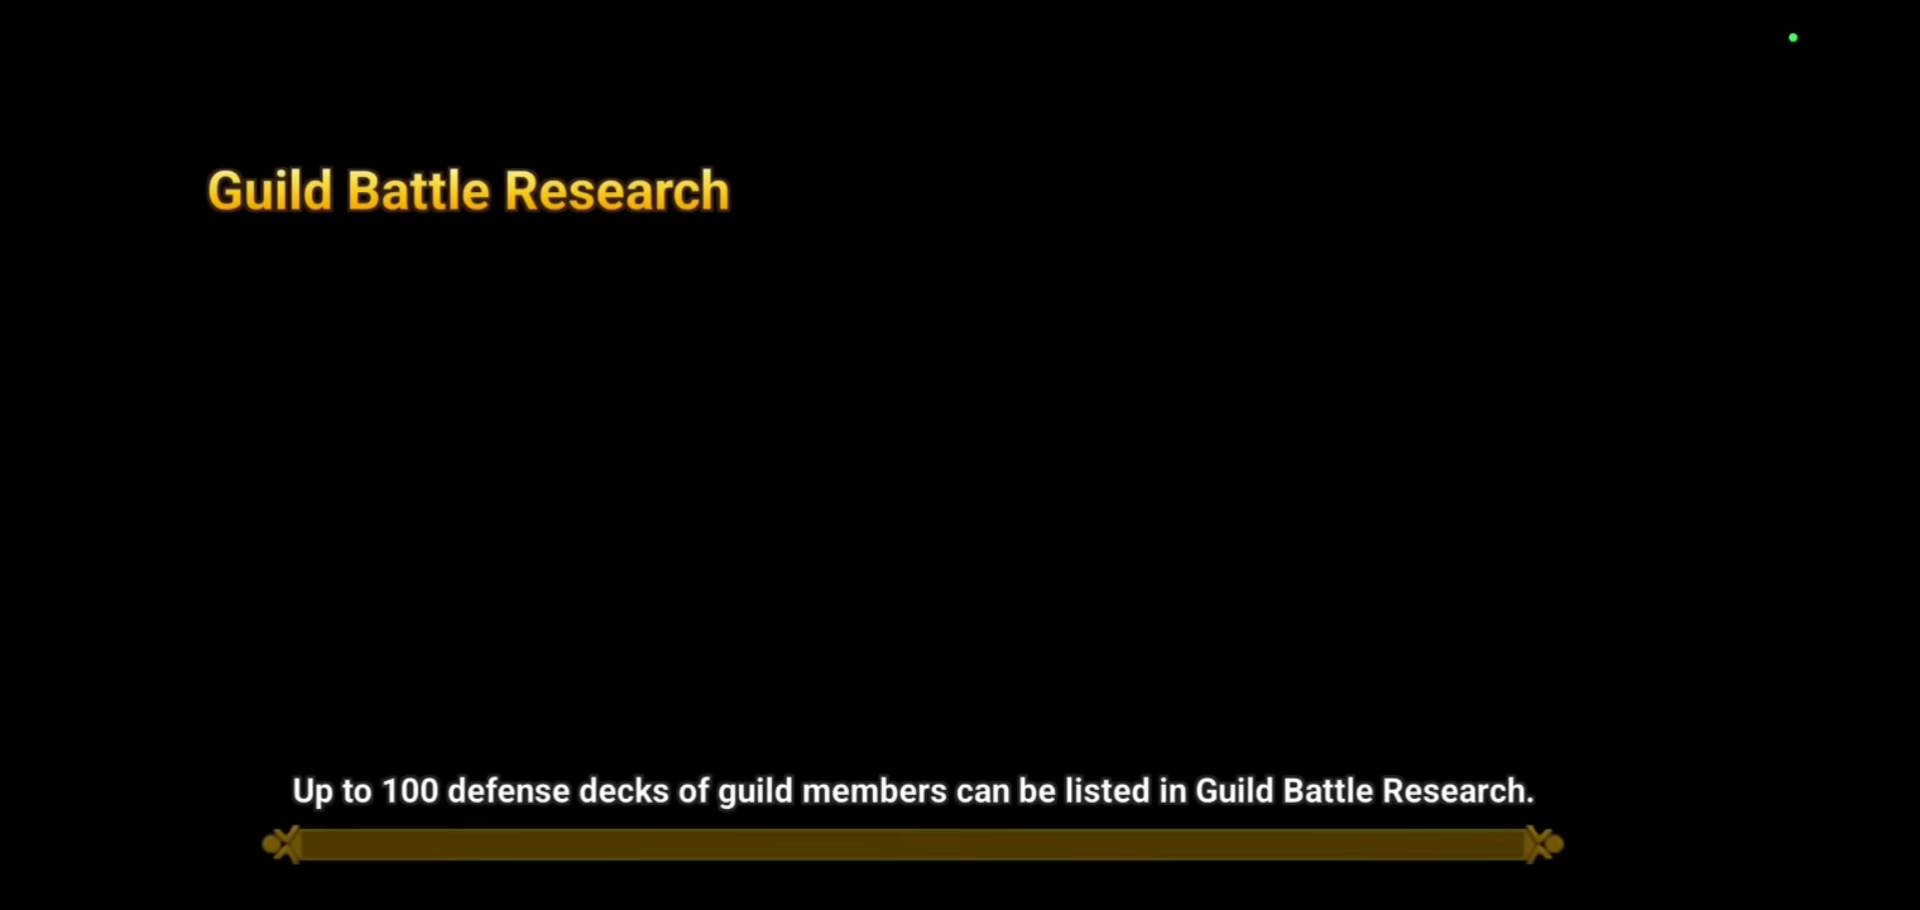 Guild Battle Research
Up to 100 defense decks of guild members can be listed in Guild Battle Research.